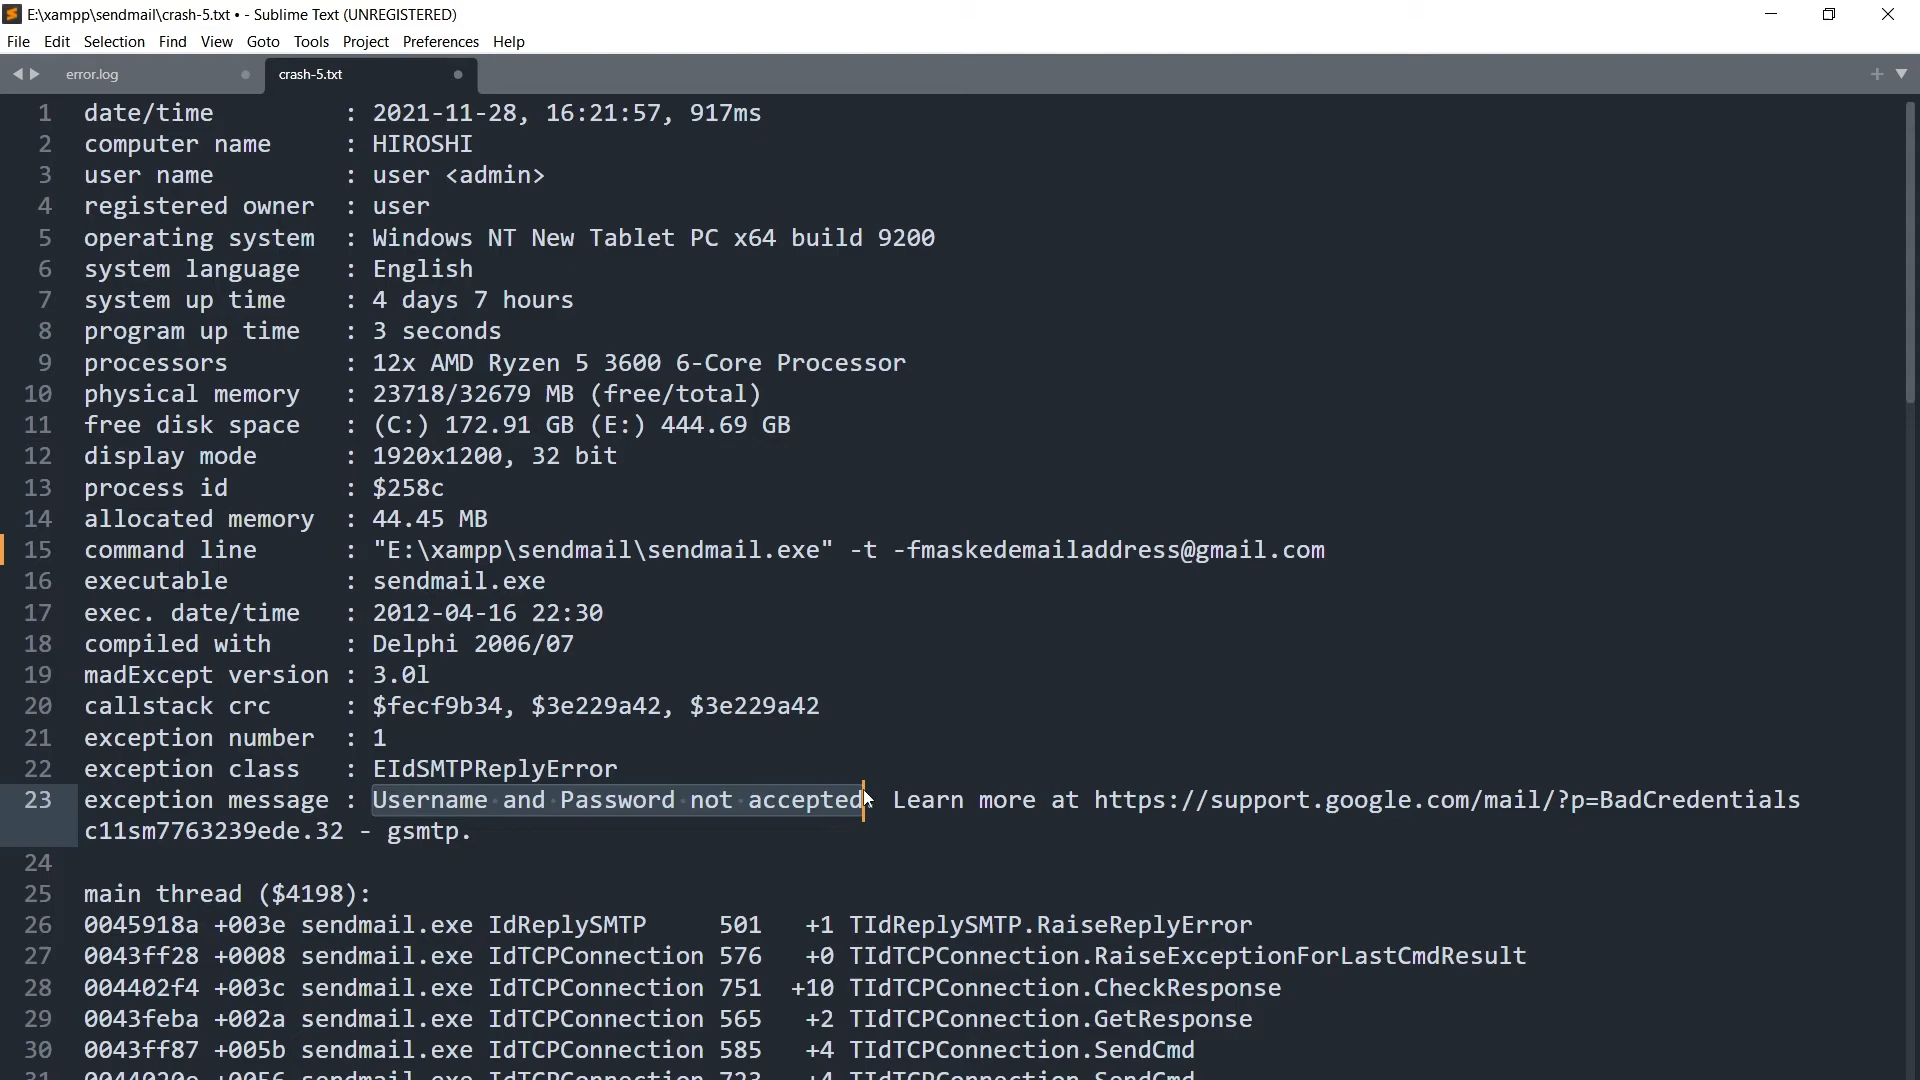 E:\xampp\sendmail\crash-5.txt • - Sublime Text (UNREGISTERED)
File Edit Selection Find View Goto Tools Project Preferences Help
error.log crash-5.txt
1 date/time : 2021-11-28, 16:21:57, 917ms
2 computer name : HIROSHI
3 user name : user <admin>
4 registered owner : user
5 operating system : Windows NT New Tablet PC x64 build 9200
6 system language : English
7 system up time : 4 days 7 hours
8 program up time : 3 seconds
9 processors : 12x AMD Ryzen 5 3600 6-Core Processor
10 physical memory : 23718/32679 MB (free/total)
11 free disk space : (C:) 172.91 GB (E:) 444.69 GB
12 display mode : 1920x1200, 32 bit
13 process id : $258c
14 allocated memory : 44.45 MB
15 command line : "E:\xampp\sendmail\sendmail.exe" -t -fmaskedemailaddress@gmail.com
16 executable : sendmail.exe
17 exec. date/time : 2012-04-16 22:30
18 compiled with : Delphi 2006/07
19 madExcept version : 3.0l
20 callstack crc : $fecf9b34, $3e229a42, $3e229a42
21 exception number : 1
22 exception class : EIdSMTPReplyError
23 exception message : Username and Password not accepted Learn more at https://support.google.com/mail/?p=BadCredentials
c11sm7763239ede.32 - gsmtp.
24
25 main thread ($4198):
26 0045918a +003e sendmail.exe IdReplySMTP 501 +1 TIdReplySMTP.RaiseReplyError
27 0043ff28 +0008 sendmail.exe IdTCPConnection 576 +0 TIdTCPConnection.RaiseExceptionForLastCmdResult
28 004402f4 +003c sendmail.exe IdTCPConnection 751 +10 TIdTCPConnection.CheckResponse
29 0043feba +002a sendmail.exe IdTCPConnection 565 +2 TIdTCPConnection.GetResponse
30 0043ff87 +005b sendmail.exe IdTCPConnection 585 +4 TIdTCPConnection.SendCmd
31 sendmail.exe IdTCPConnection 723 +4 TIdTCPConnection.SendCmd